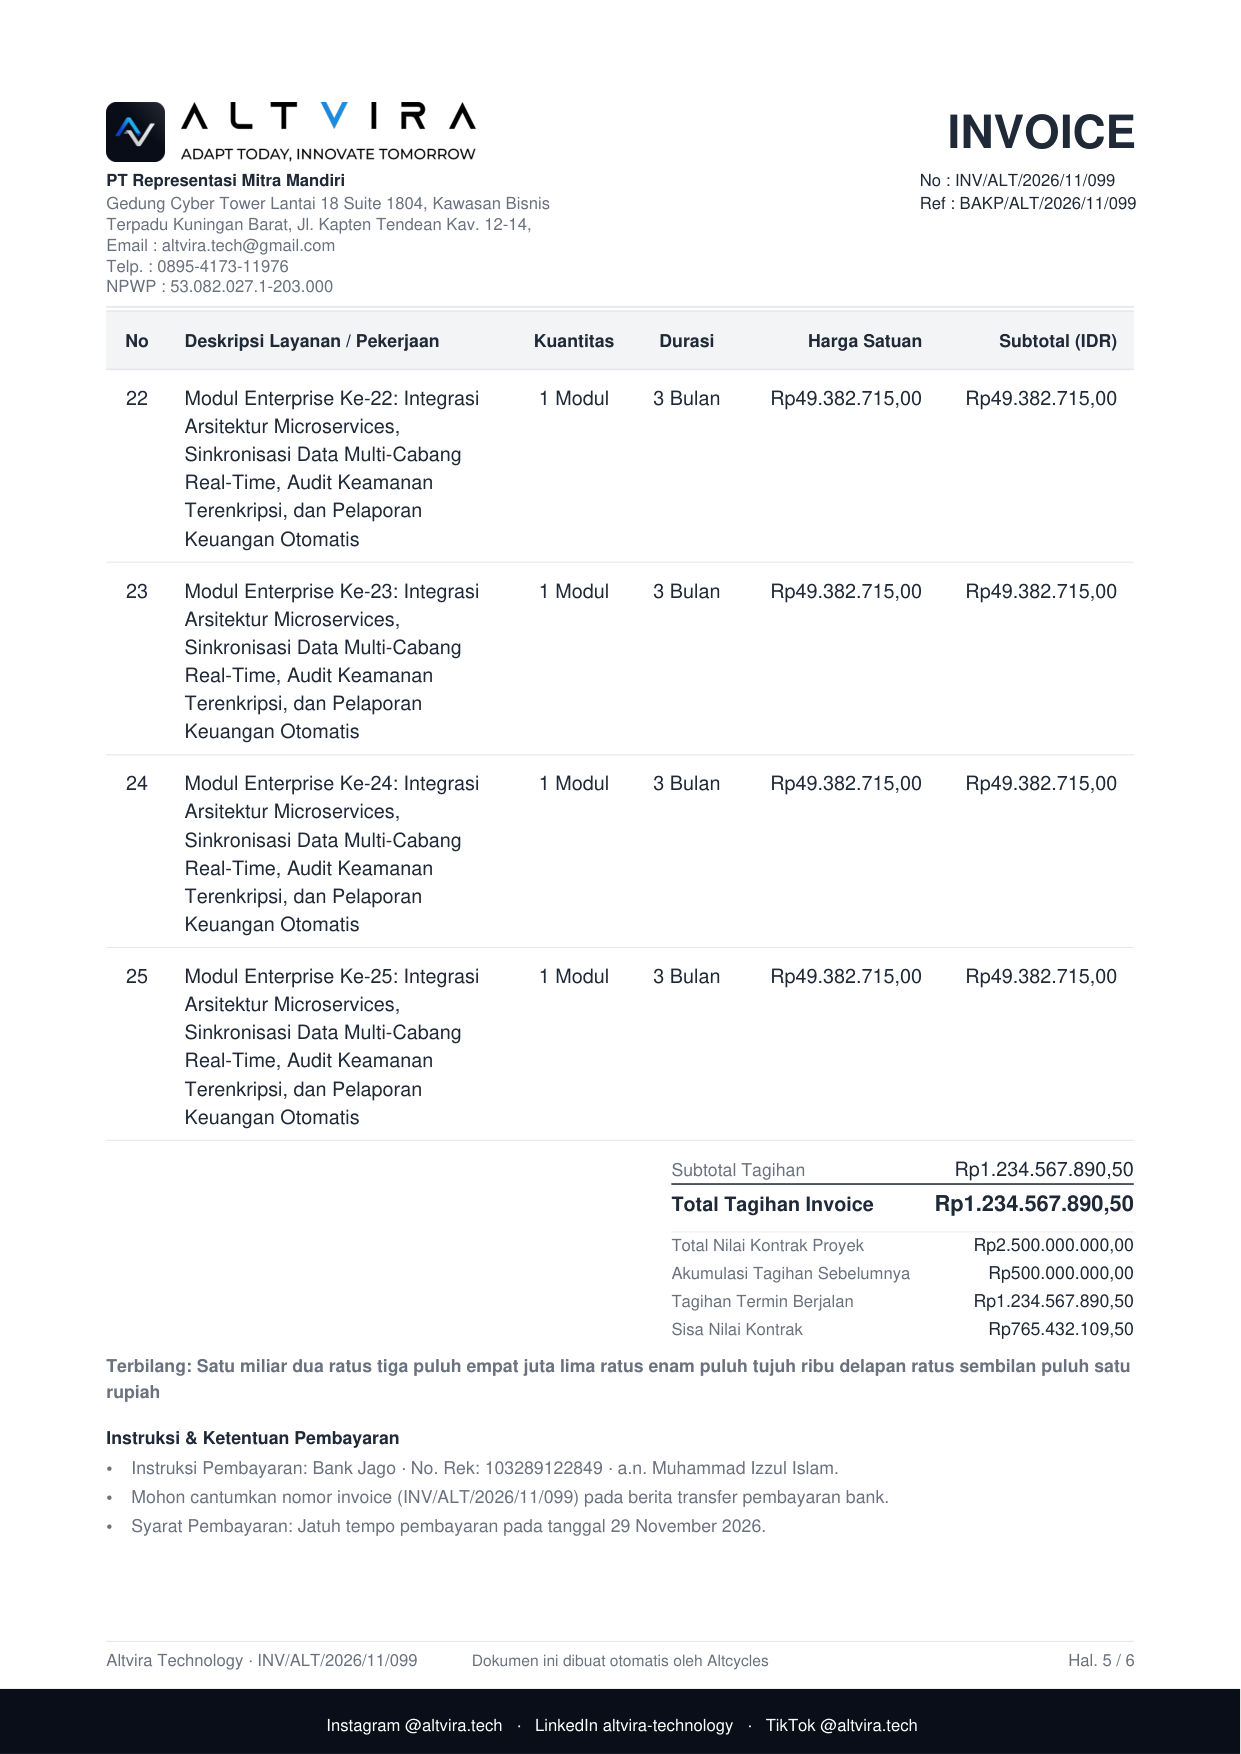 ALTVIRA
ADAPT TODAY, INNOVATE TOMORROW
INVOICE
PT Representasi Mitra Mandiri
Gedung Cyber Tower Lantai 18 Suite 1804, Kawasan Bisnis
Terpadu Kuningan Barat, Jl. Kapten Tendean Kav. 12-14,
Email : altvira.tech@gmail.com
Telp. : 0895-4173-11976
NPWP : 53.082.027.1-203.000
No : INV/ALT/2026/11/099
Ref : BAKP/ALT/2026/11/099
No Deskripsi Layanan / Pekerjaan Kuantitas Durasi Harga Satuan Subtotal (IDR)
22 Modul Enterprise Ke-22: Integrasi 1 Modul 3 Bulan Rp49.382.715,00 Rp49.382.715,00
Arsitektur Microservices,
Sinkronisasi Data Multi-Cabang
Real-Time, Audit Keamanan
Terenkripsi, dan Pelaporan
Keuangan Otomatis
23 Modul Enterprise Ke-23: Integrasi 1 Modul 3 Bulan Rp49.382.715,00 Rp49.382.715,00
Arsitektur Microservices,
Sinkronisasi Data Multi-Cabang
Real-Time, Audit Keamanan
Terenkripsi, dan Pelaporan
Keuangan Otomatis
24 Modul Enterprise Ke-24: Integrasi 1 Modul 3 Bulan Rp49.382.715,00 Rp49.382.715,00
Arsitektur Microservices,
Sinkronisasi Data Multi-Cabang
Real-Time, Audit Keamanan
Terenkripsi, dan Pelaporan
Keuangan Otomatis
25 Modul Enterprise Ke-25: Integrasi 1 Modul 3 Bulan Rp49.382.715,00 Rp49.382.715,00
Arsitektur Microservices,
Sinkronisasi Data Multi-Cabang
Real-Time, Audit Keamanan
Terenkripsi, dan Pelaporan
Keuangan Otomatis
Subtotal Tagihan Rp1.234.567.890,50
Total Tagihan Invoice Rp1.234.567.890,50
Total Nilai Kontrak Proyek Rp2.500.000.000,00
Akumulasi Tagihan Sebelumnya Rp500.000.000,00
Tagihan Termin Berjalan Rp1.234.567.890,50
Sisa Nilai Kontrak Rp765.432.109,50
Terbilang: Satu miliar dua ratus tiga puluh empat juta lima ratus enam puluh tujuh ribu delapan ratus sembilan puluh satu
rupiah
Instruksi & Ketentuan Pembayaran
• Instruksi Pembayaran: Bank Jago · No. Rek: 103289122849 · a.n. Muhammad Izzul Islam.
• Mohon cantumkan nomor invoice (INV/ALT/2026/11/099) pada berita transfer pembayaran bank.
• Syarat Pembayaran: Jatuh tempo pembayaran pada tanggal 29 November 2026.
Altvira Technology · INV/ALT/2026/11/099 Dokumen ini dibuat otomatis oleh Altcycles Hal. 5 / 6
Instagram @altvira.tech · LinkedIn altvira-technology · TikTok @altvira.tech